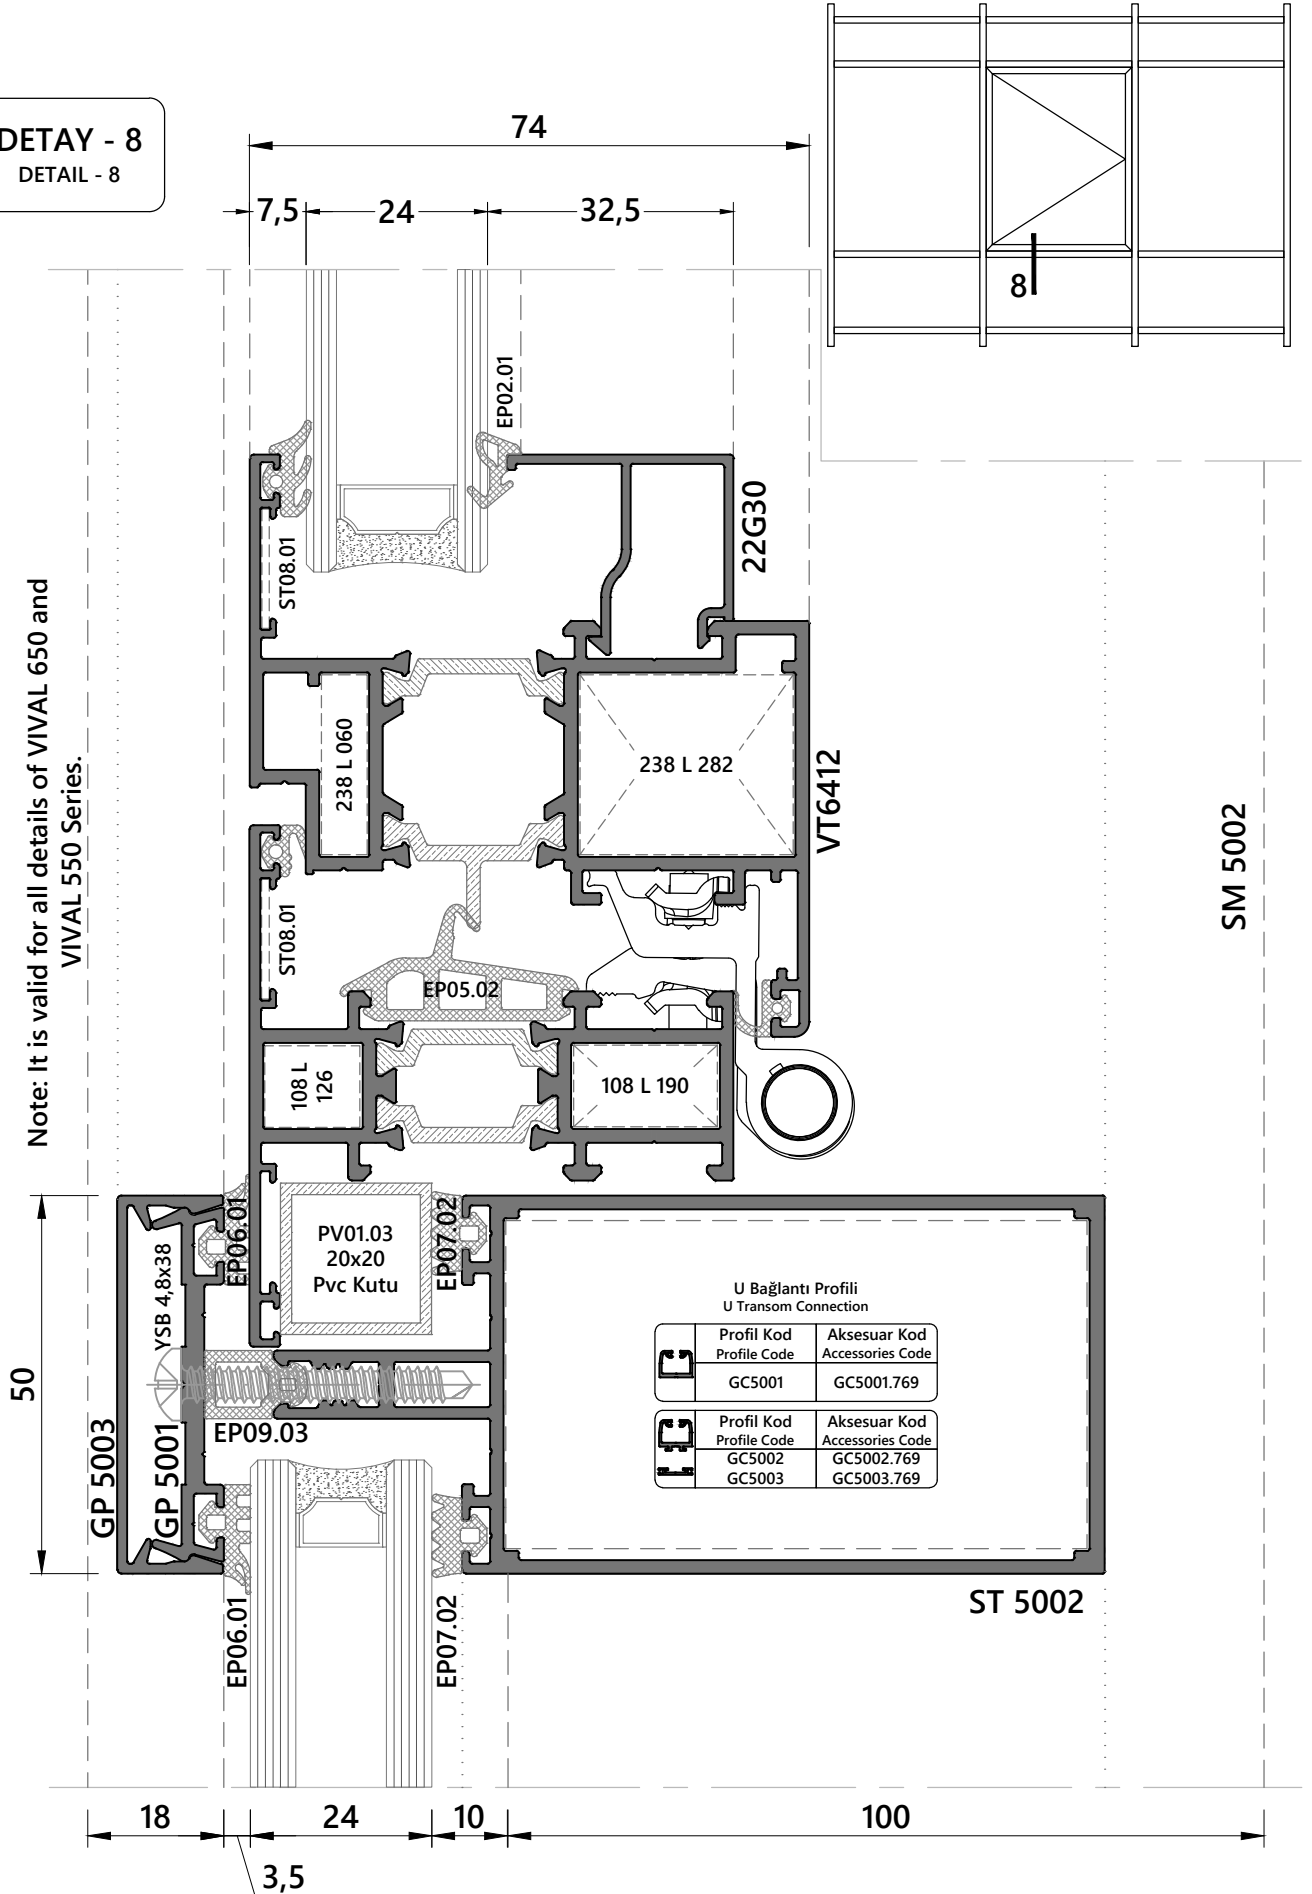 DETAY - 8
DETAIL - 8
74
7,5
24
32,5
8
EP02.01
ST08.01
22G30
Note: It is valid for all details of VIVAL 650 and
VIVAL 550 Series.
238 L 060
238 L 282
VT6412
SM 5002
ST08.01
EP05.02
108 L
126
108 L 190
EP06.01
PV01.03
20x20
Pvc Kutu
EP07.02
YSB 4,8x38
50
GP 5003
GP 5001
EP09.03
U Bağlantı Profili
U Transom Connection
Profil Kod
Profile Code
Aksesuar Kod
Accessories Code
GC5001
GC5001.769
Profil Kod
Profile Code
Aksesuar Kod
Accessories Code
GC5002
GC5002.769
GC5003
GC5003.769
EP06.01
EP07.02
ST 5002
18
24
10
100
3,5